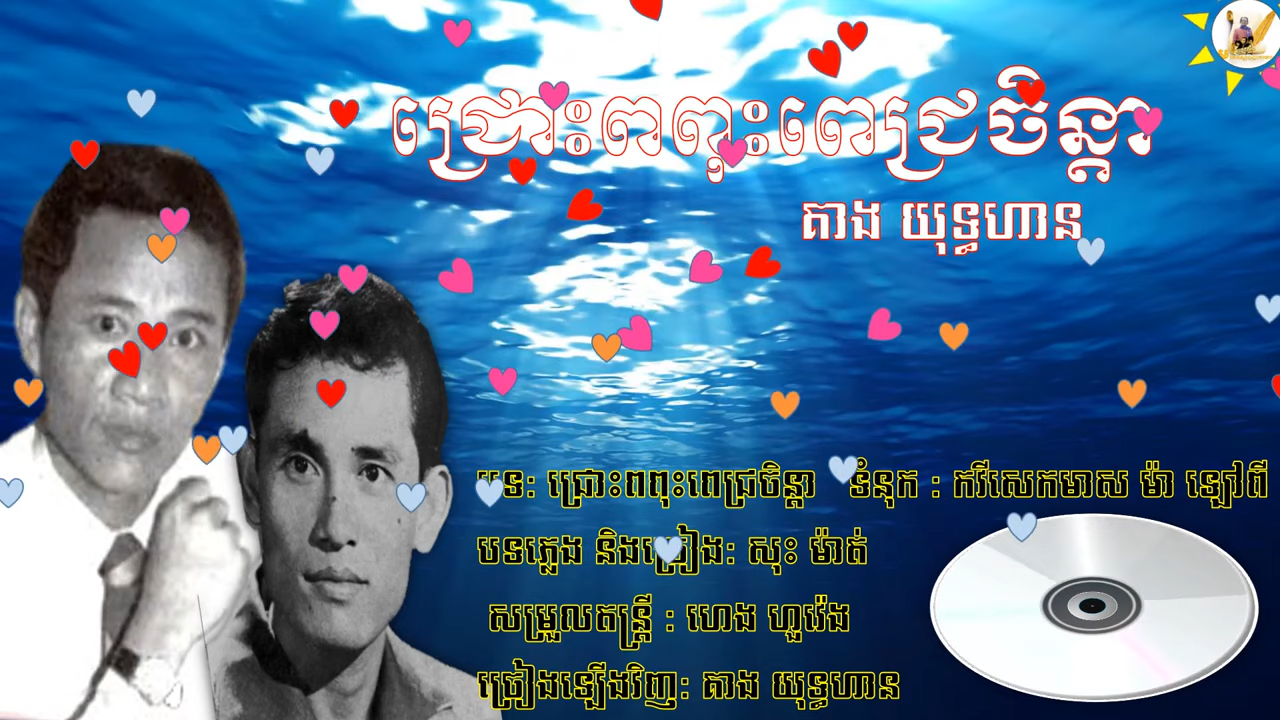 ជ្រោះពពុះពេជ្រចិន្តា
គាង យុទ្ធហាន
បទ: ជ្រោះពពុះពេជ្រចិន្តា ទំនុក : កវីសេកមាស ម៉ា ឡៅពី
បទភ្លេង និងច្រៀង: សុះ ម៉ាត់
សម្រួលតន្ត្រី : ហេង ហួវ៉េង
ច្រៀងឡើងវិញ: គាង យុទ្ធហាន